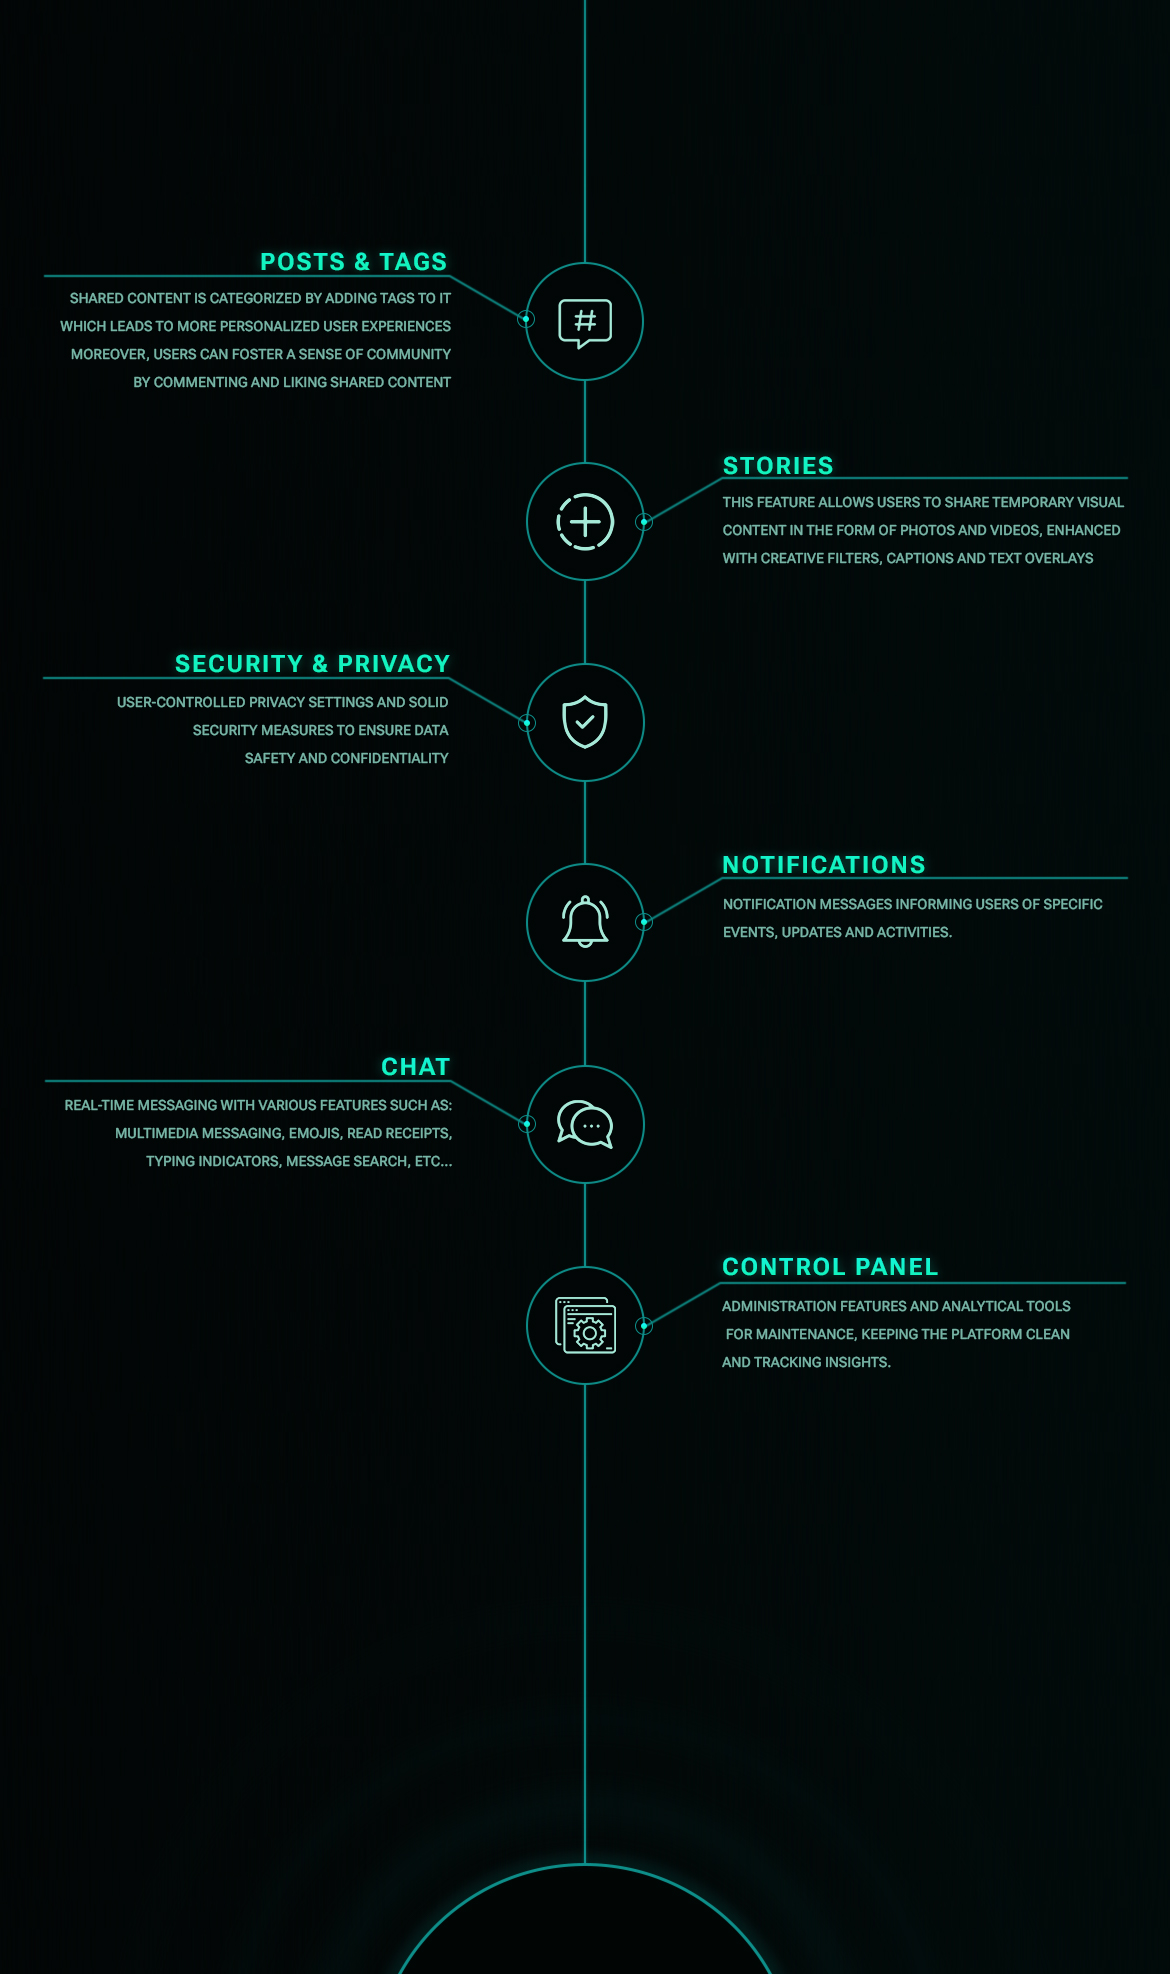 POSTS & TAGS
SHARED CONTENT IS CATEGORIZED BY ADDING TAGS TO IT
WHICH LEADS TO MORE PERSONALIZED USER EXPERIENCES
MOREOVER, USERS CAN FOSTER A SENSE OF COMMUNITY
BY COMMENTING AND LIKING SHARED CONTENT
#
STORIES
THIS FEATURE ALLOWS USERS TO SHARE TEMPORARY VISUAL
CONTENT IN THE FORM OF PHOTOS AND VIDEOS, ENHANCED
WITH CREATIVE FILTERS, CAPTIONS AND TEXT OVERLAYS
SECURITY & PRIVACY
USER-CONTROLLED PRIVACY SETTINGS AND SOLID
SECURITY MEASURES TO ENSURE DATA
SAFETY AND CONFIDENTIALITY
NOTIFICATIONS
NOTIFICATION MESSAGES INFORMING USERS OF SPECIFIC
EVENTS, UPDATES AND ACTIVITIES.
CHAT
REAL-TIME MESSAGING WITH VARIOUS FEATURES SUCH AS:
MULTIMEDIA MESSAGING, EMOJIS, READ RECEIPTS,
TYPING INDICATORS, MESSAGE SEARCH, ETC...
CONTROL PANEL
ADMINISTRATION FEATURES AND ANALYTICAL TOOLS
FOR MAINTENANCE, KEEPING THE PLATFORM CLEAN
AND TRACKING INSIGHTS.